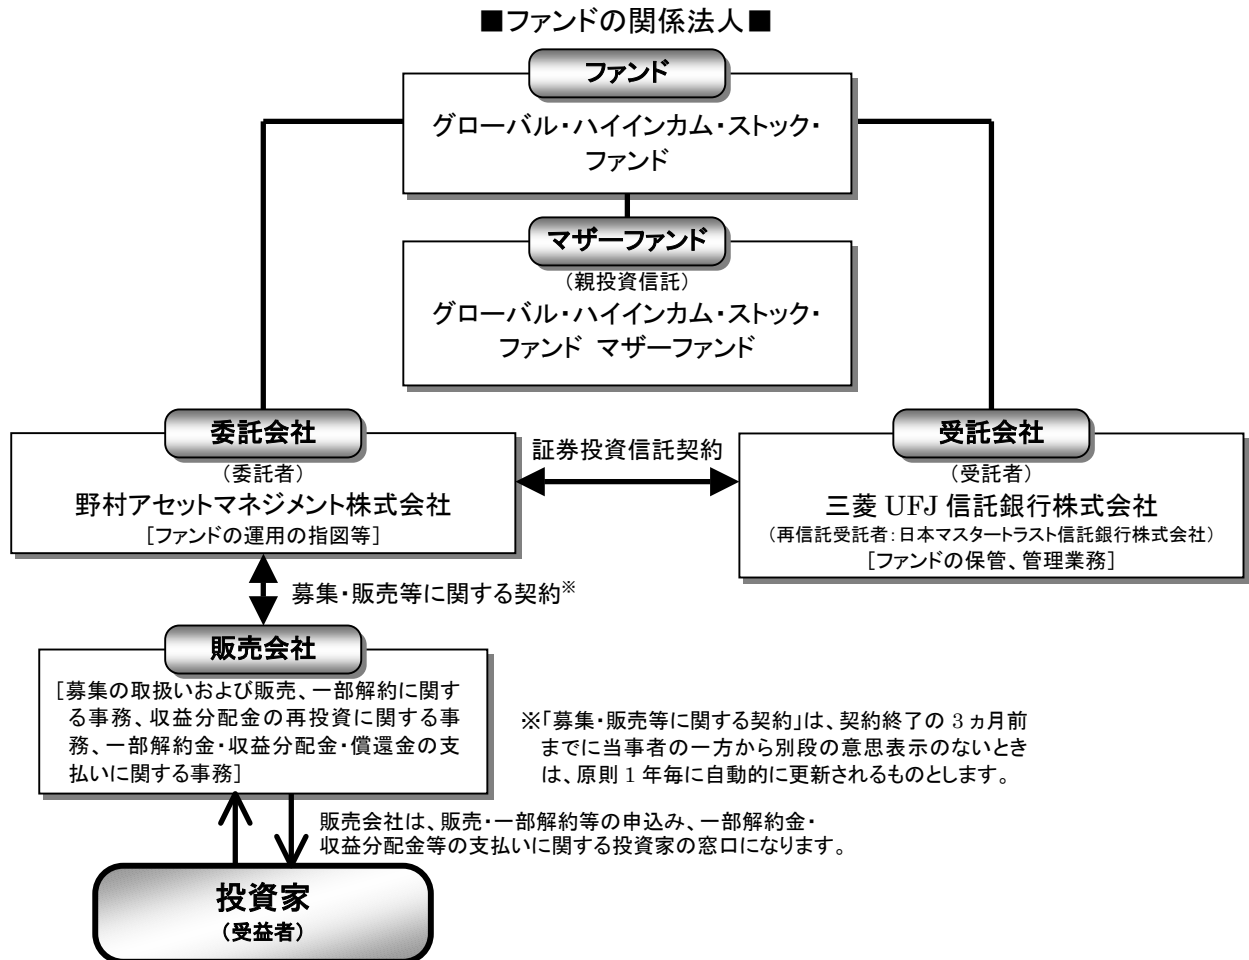 ■ファンドの関係法人■
ファンド
グローバル・ハイインカム・ストック・
ファンド
マザーファンド
（親投資信託）
グローバル・ハイインカム・ストック・
ファンド マザーファンド
委託会社
（委託者）
野村アセットマネジメント株式会社
［ファンドの運用の指図等］
証券投資信託契約
受託会社
（受託者）
三菱 UFJ 信託銀行株式会社
（再信託受託者：日本マスタートラスト信託銀行株式会社）
［ファンドの保管、管理業務］
募集・販売等に関する契約※
販売会社
［募集の取扱いおよび販売、一部解約に関す
る事務、収益分配金の再投資に関する事
務、一部解約金・収益分配金・償還金の支
払いに関する事務］
※「募集・販売等に関する契約」は、契約終了の 3 ヵ月前
までに当事者の一方から別段の意思表示のないとき
は、原則 1 年毎に自動的に更新されるものとします。
販売会社は、販売・一部解約等の申込み、一部解約金・
収益分配金等の支払いに関する投資家の窓口になります。
投資家
（受益者）